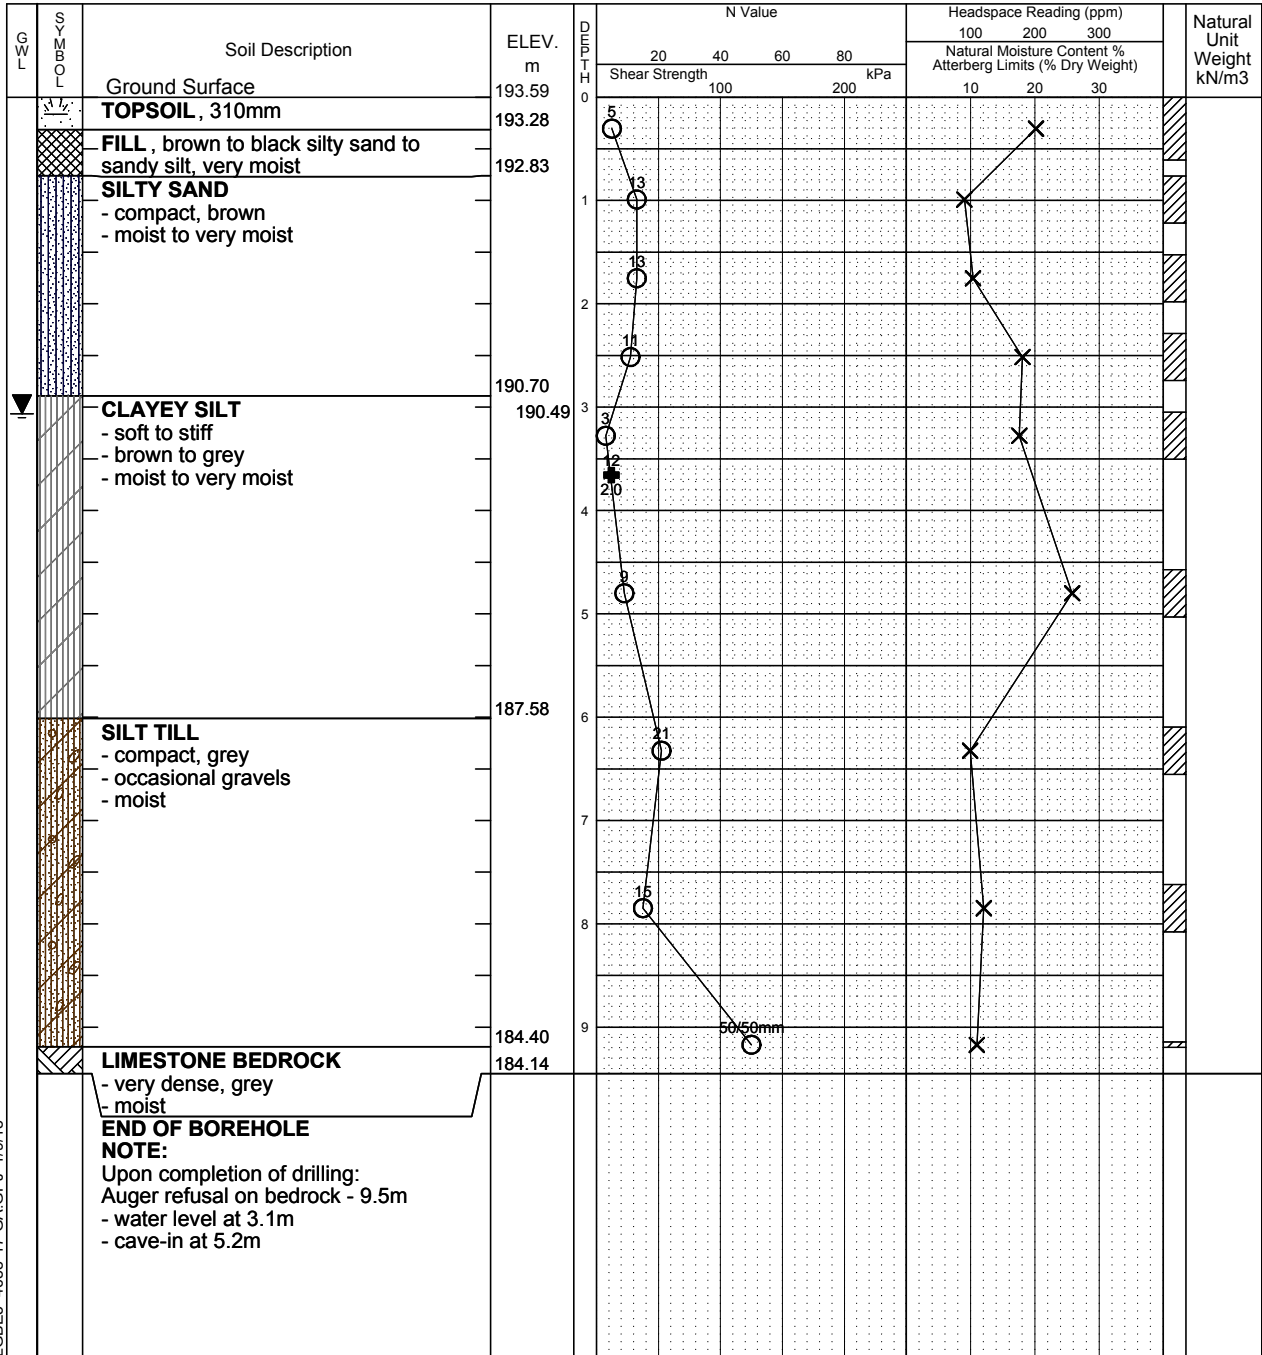 GWL
SYMBOL
Soil Description
Ground Surface
ELEV.
m
193.59
DEPTH
N Value
20 40 60 80
Shear Strength kPa
100 200
Headspace Reading (ppm)
100 200 300
Natural Moisture Content %
Atterberg Limits (% Dry Weight)
10 20 30
Natural
Unit
Weight
kN/m3
0
TOPSOIL , 310mm
193.28
5
FILL , brown to black silty sand to
sandy silt, very moist
192.83
SILTY SAND
- compact, brown
- moist to very moist
13
1
13
2
11
190.70
CLAYEY SILT
190.49
- soft to stiff
- brown to grey
- moist to very moist
3
3
12
2.0
4
9
5
187.58
6
SILT TILL
- compact, grey
- occasional gravels
- moist
21
7
15
8
9
50/50mm
184.40
LIMESTONE BEDROCK
184.14
- very dense, grey
- moist
END OF BOREHOLE
NOTE:
Upon completion of drilling:
Auger refusal on bedrock - 9.5m
- water level at 3.1m
- cave-in at 5.2m